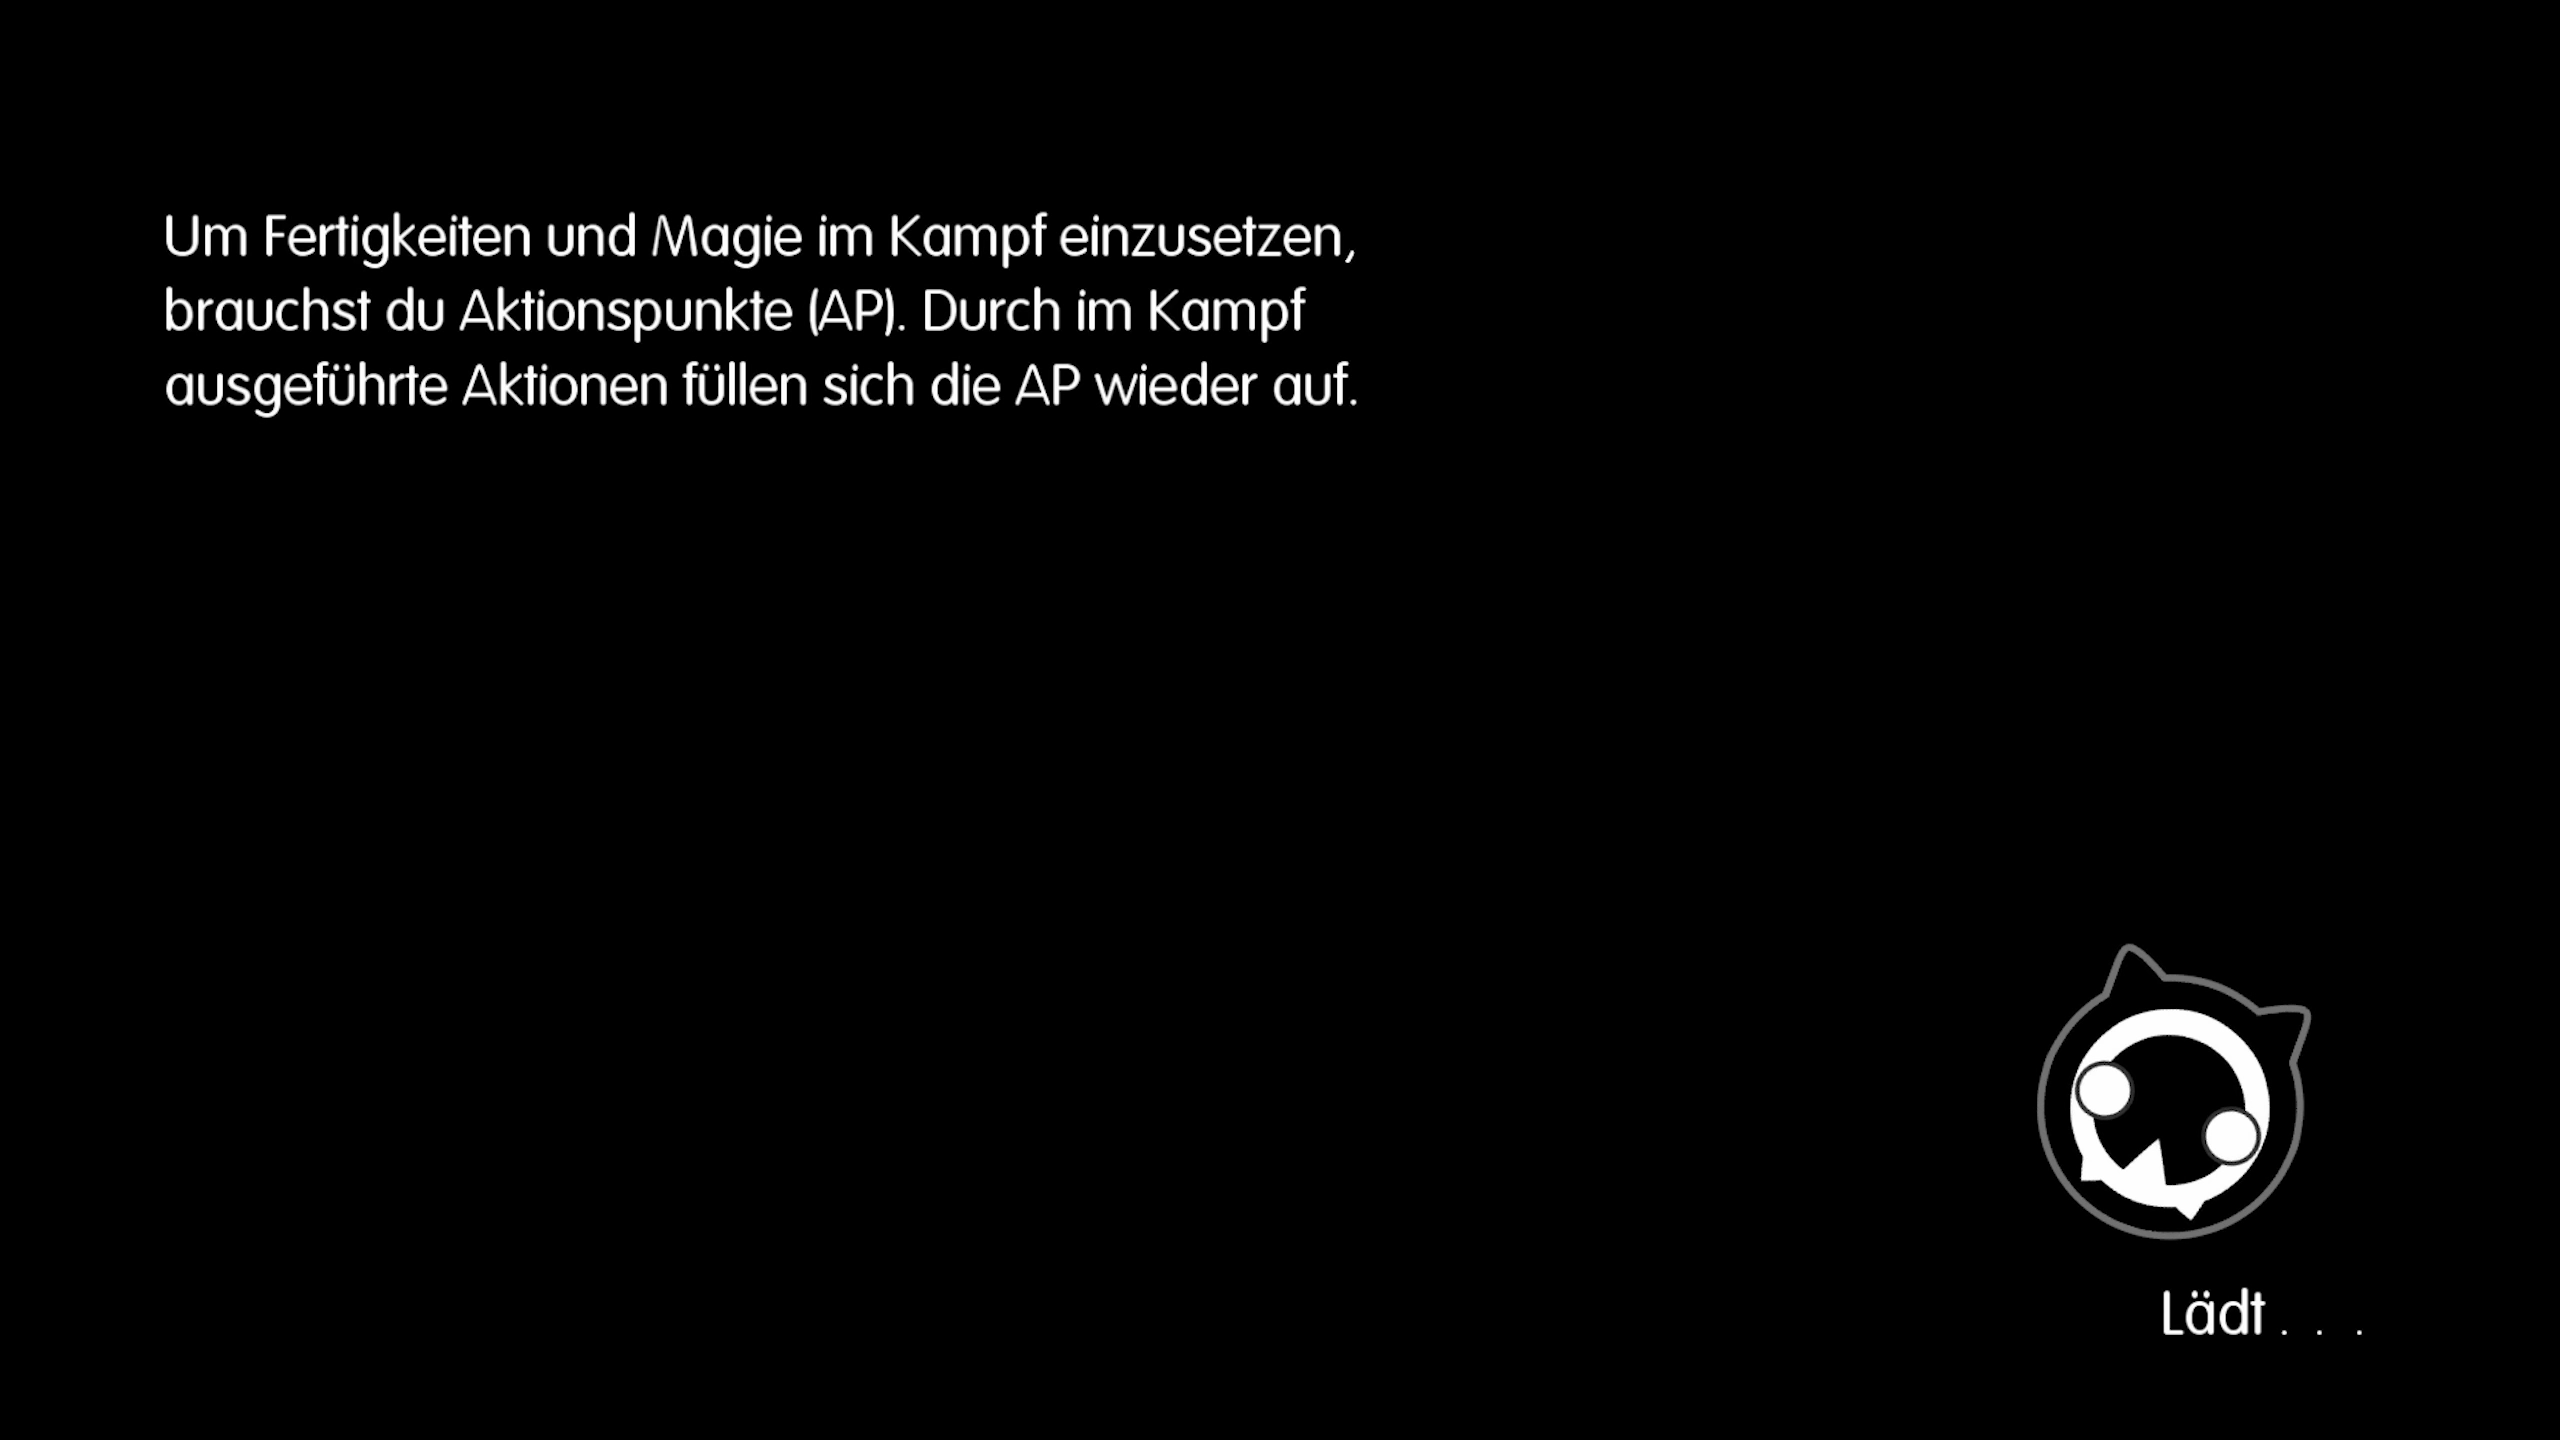 Um Fertigkeiten und Magie im Kampf einzusetzen,
brauchst du Aktionspunkte (AP). Durch im Kampf
ausgeführte Aktionen füllen sich die AP wieder auf.
Lädt . . .